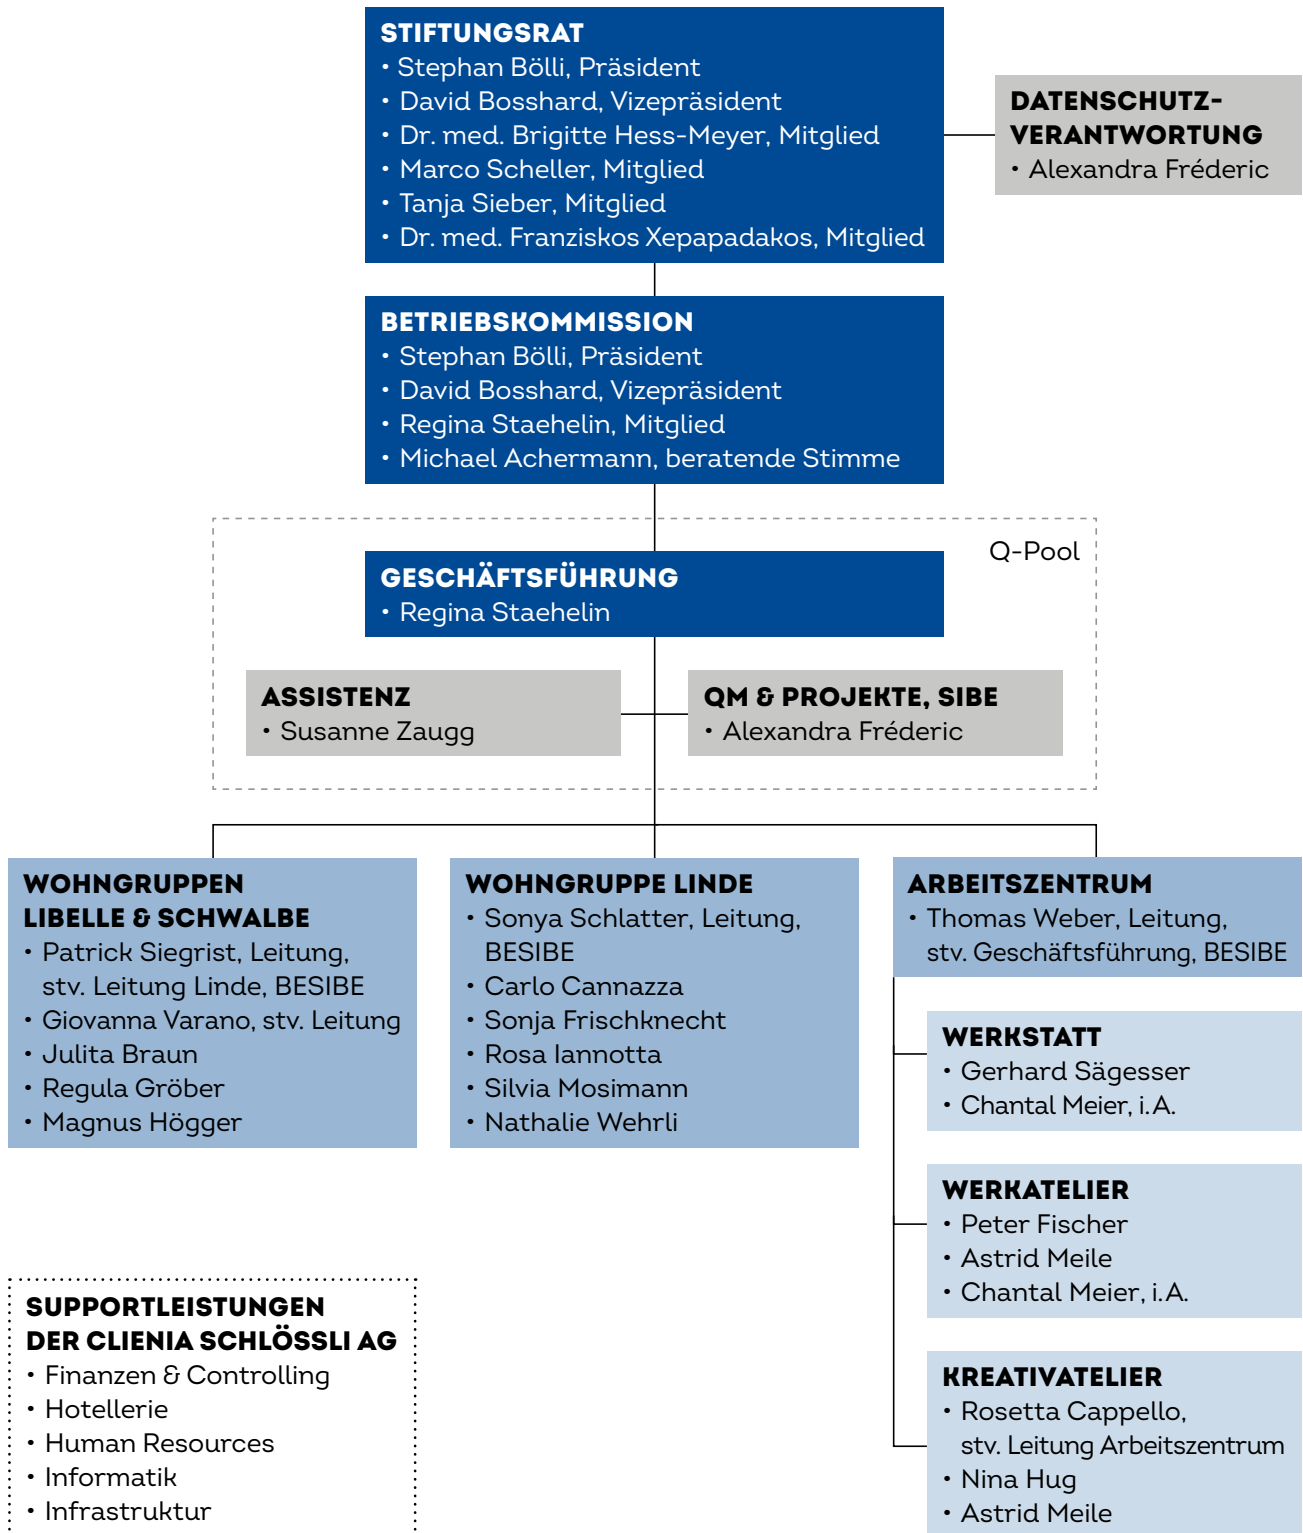 STIFTUNGSRAT
• Stephan Bölli, Präsident
• David Bosshard, Vizepräsident
• Dr. med. Brigitte Hess-Meyer, Mitglied
• Marco Scheller, Mitglied
• Tanja Sieber, Mitglied
• Dr. med. Franziskos Xepapadakos, Mitglied
DATENSCHUTZ-
VERANTWORTUNG
• Alexandra Fréderic
BETRIEBSKOMMISSION
• Stephan Bölli, Präsident
• David Bosshard, Vizepräsident
• Regina Staehelin, Mitglied
• Michael Achermann, beratende Stimme
Q-Pool
GESCHÄFTSFÜHRUNG
• Regina Staehelin
ASSISTENZ
• Susanne Zaugg
QM & PROJEKTE, SIBE
• Alexandra Fréderic
WOHNGRUPPEN
LIBELLE & SCHWALBE
• Patrick Siegrist, Leitung,
stv. Leitung Linde, BESIBE
• Giovanna Varano, stv. Leitung
• Julita Braun
• Regula Gröber
• Magnus Högger
WOHNGRUPPE LINDE
• Sonya Schlatter, Leitung,
BESIBE
• Carlo Cannazza
• Sonja Frischknecht
• Rosa Iannotta
• Silvia Mosimann
• Nathalie Wehrli
ARBEITSZENTRUM
• Thomas Weber, Leitung,
stv. Geschäftsführung, BESIBE
WERKSTATT
• Gerhard Sägesser
• Chantal Meier, i.A.
WERKATELIER
• Peter Fischer
• Astrid Meile
• Chantal Meier, i.A.
KREATIVATELIER
• Rosetta Cappello,
stv. Leitung Arbeitszentrum
• Nina Hug
• Astrid Meile
SUPPORTLEISTUNGEN
DER CLIENIA SCHLÖSSLI AG
• Finanzen & Controlling
• Hotellerie
• Human Resources
• Informatik
• Infrastruktur